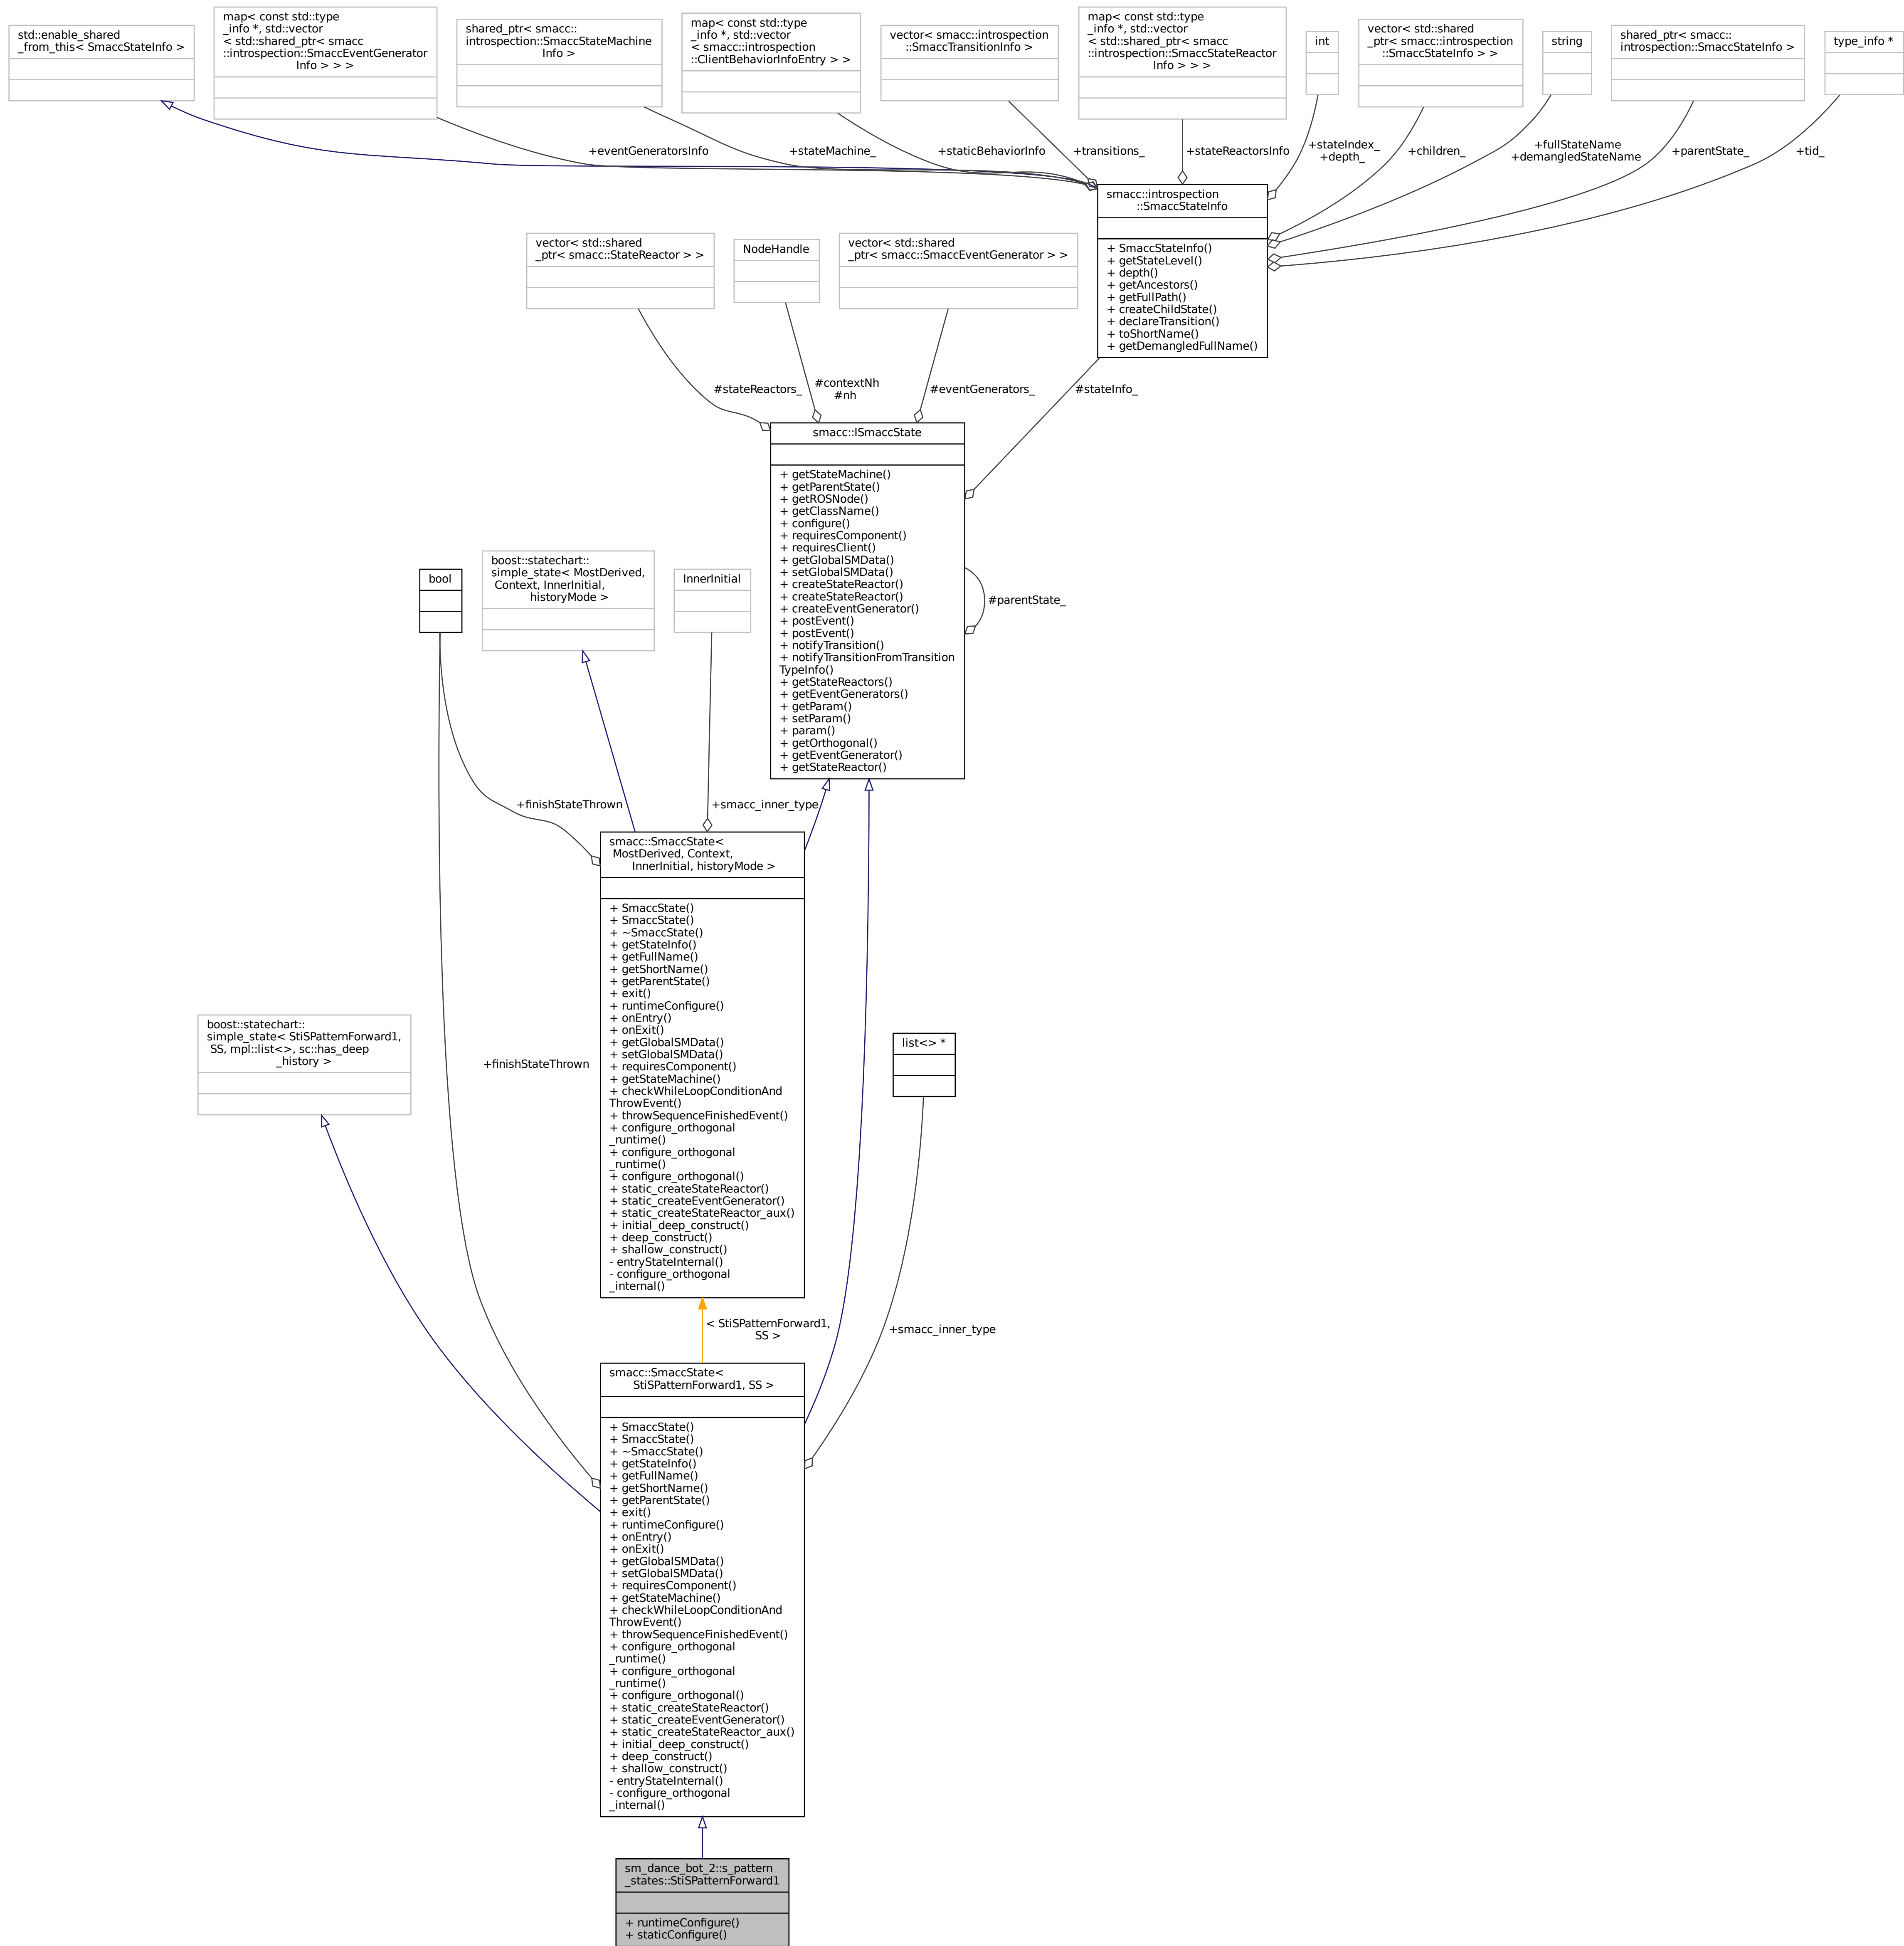 std::enable_shared
_from_this< SmaccStateInfo >
map< const std::type
_info *, std::vector
< std::shared_ptr< smacc
::introspection::SmaccEventGenerator
Info > > >
shared_ptr< smacc::
introspection::SmaccStateMachine
Info >
map< const std::type
_info *, std::vector
< smacc::introspection
::ClientBehaviorInfoEntry > >
vector< smacc::introspection
::SmaccTransitionInfo >
map< const std::type
_info *, std::vector
< std::shared_ptr< smacc
::introspection::SmaccStateReactor
Info > > >
int
vector< std::shared
_ptr< smacc::introspection
::SmaccStateInfo > >
string
shared_ptr< smacc::
introspection::SmaccStateInfo >
type_info *
+eventGeneratorsInfo
+stateMachine_
+staticBehaviorInfo
+transitions_
+stateReactorsInfo
+stateIndex_
+depth_
+children_
+fullStateName
+demangledStateName
+parentState_
+tid_
smacc::introspection
::SmaccStateInfo
+ SmaccStateInfo()
+ getStateLevel()
+ depth()
+ getAncestors()
+ getFullPath()
+ createChildState()
+ declareTransition()
+ toShortName()
+ getDemangledFullName()
vector< std::shared
_ptr< smacc::StateReactor > >
NodeHandle
vector< std::shared
_ptr< smacc::SmaccEventGenerator > >
#stateReactors_
#contextNh
#nh
#eventGenerators_
#stateInfo_
smacc::ISmaccState
+ getStateMachine()
+ getParentState()
+ getROSNode()
+ getClassName()
+ configure()
+ requiresComponent()
+ requiresClient()
+ getGlobalSMData()
+ setGlobalSMData()
+ createStateReactor()
+ createStateReactor()
+ createEventGenerator()
+ postEvent()
+ postEvent()
+ notifyTransition()
+ notifyTransitionFromTransition
TypeInfo()
+ getStateReactors()
+ getEventGenerators()
+ getParam()
+ setParam()
+ param()
+ getOrthogonal()
+ getEventGenerator()
+ getStateReactor()
#parentState_
bool
boost::statechart::
simple_state< MostDerived,
Context, InnerInitial,
historyMode >
InnerInitial
+finishStateThrown
+smacc_inner_type
smacc::SmaccState<
MostDerived, Context,
InnerInitial, historyMode >
+ SmaccState()
+ SmaccState()
+ ~SmaccState()
+ getStateInfo()
+ getFullName()
+ getShortName()
+ getParentState()
+ exit()
+ runtimeConfigure()
+ onEntry()
+ onExit()
+ getGlobalSMData()
+ setGlobalSMData()
+ requiresComponent()
+ getStateMachine()
+ checkWhileLoopConditionAnd
ThrowEvent()
+ throwSequenceFinishedEvent()
+ configure_orthogonal
_runtime()
+ configure_orthogonal
_runtime()
+ configure_orthogonal()
+ static_createStateReactor()
+ static_createEventGenerator()
+ static_createStateReactor_aux()
+ initial_deep_construct()
+ deep_construct()
+ shallow_construct()
- entryStateInternal()
- configure_orthogonal
_internal()
boost::statechart::
simple_state< StiSPatternForward1,
SS, mpl::list<>, sc::has_deep
_history >
+finishStateThrown
list<> *
< StiSPatternForward1,
SS >
+smacc_inner_type
smacc::SmaccState<
StiSPatternForward1, SS >
+ SmaccState()
+ SmaccState()
+ ~SmaccState()
+ getStateInfo()
+ getFullName()
+ getShortName()
+ getParentState()
+ exit()
+ runtimeConfigure()
+ onEntry()
+ onExit()
+ getGlobalSMData()
+ setGlobalSMData()
+ requiresComponent()
+ getStateMachine()
+ checkWhileLoopConditionAnd
ThrowEvent()
+ throwSequenceFinishedEvent()
+ configure_orthogonal
_runtime()
+ configure_orthogonal
_runtime()
+ configure_orthogonal()
+ static_createStateReactor()
+ static_createEventGenerator()
+ static_createStateReactor_aux()
+ initial_deep_construct()
+ deep_construct()
+ shallow_construct()
- entryStateInternal()
- configure_orthogonal
_internal()
sm_dance_bot_2::s_pattern
_states::StiSPatternForward1
+ runtimeConfigure()
+ staticConfigure()